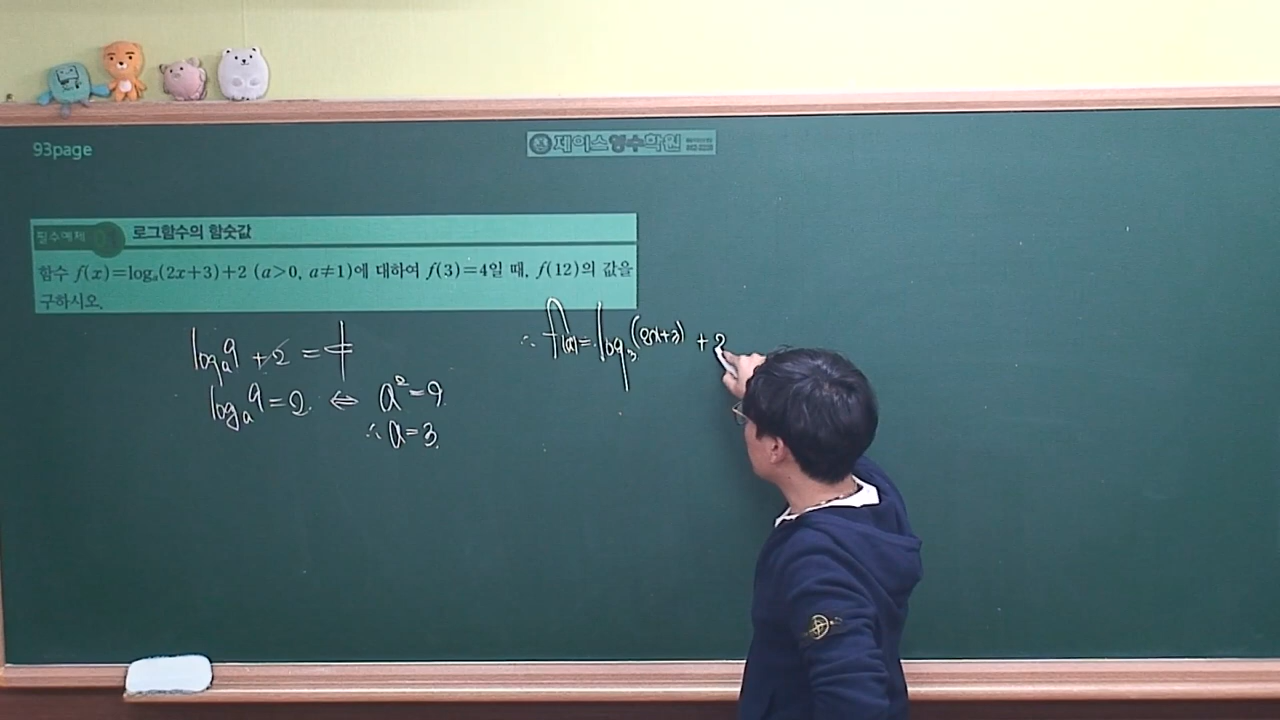 93page
제이스영수학원
필수예제
로그함수의 함숫값
함수 f(x)=logₐ(2x+3)+2 (a>0, a≠1)에 대하여 f(3)=4일 때, f(12)의 값을
구하시오.
logₐ9 +2 = 4
logₐ9 = 2. ⇔ a²=9.
∴ a=3.
∴ f(x)= log₃(2x+3) +2